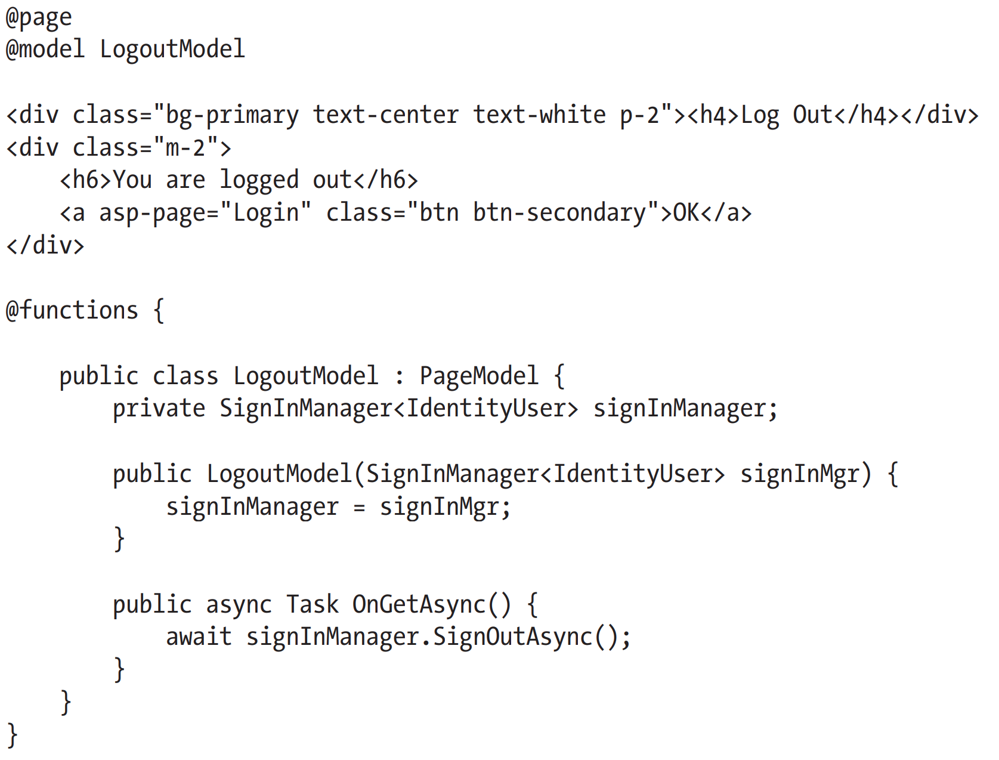 @page
@model LogoutModel

<div class="bg-primary text-center text-white p-2"><h4>Log Out</h4></div>
<div class="m-2">
    <h6>You are logged out</h6>
    <a asp-page="Login" class="btn btn-secondary">OK</a>
</div>

@functions {

    public class LogoutModel : PageModel {
        private SignInManager<IdentityUser> signInManager;

        public LogoutModel(SignInManager<IdentityUser> signInMgr) {
            signInManager = signInMgr;
        }

        public async Task OnGetAsync() {
            await signInManager.SignOutAsync();
        }
    }
}